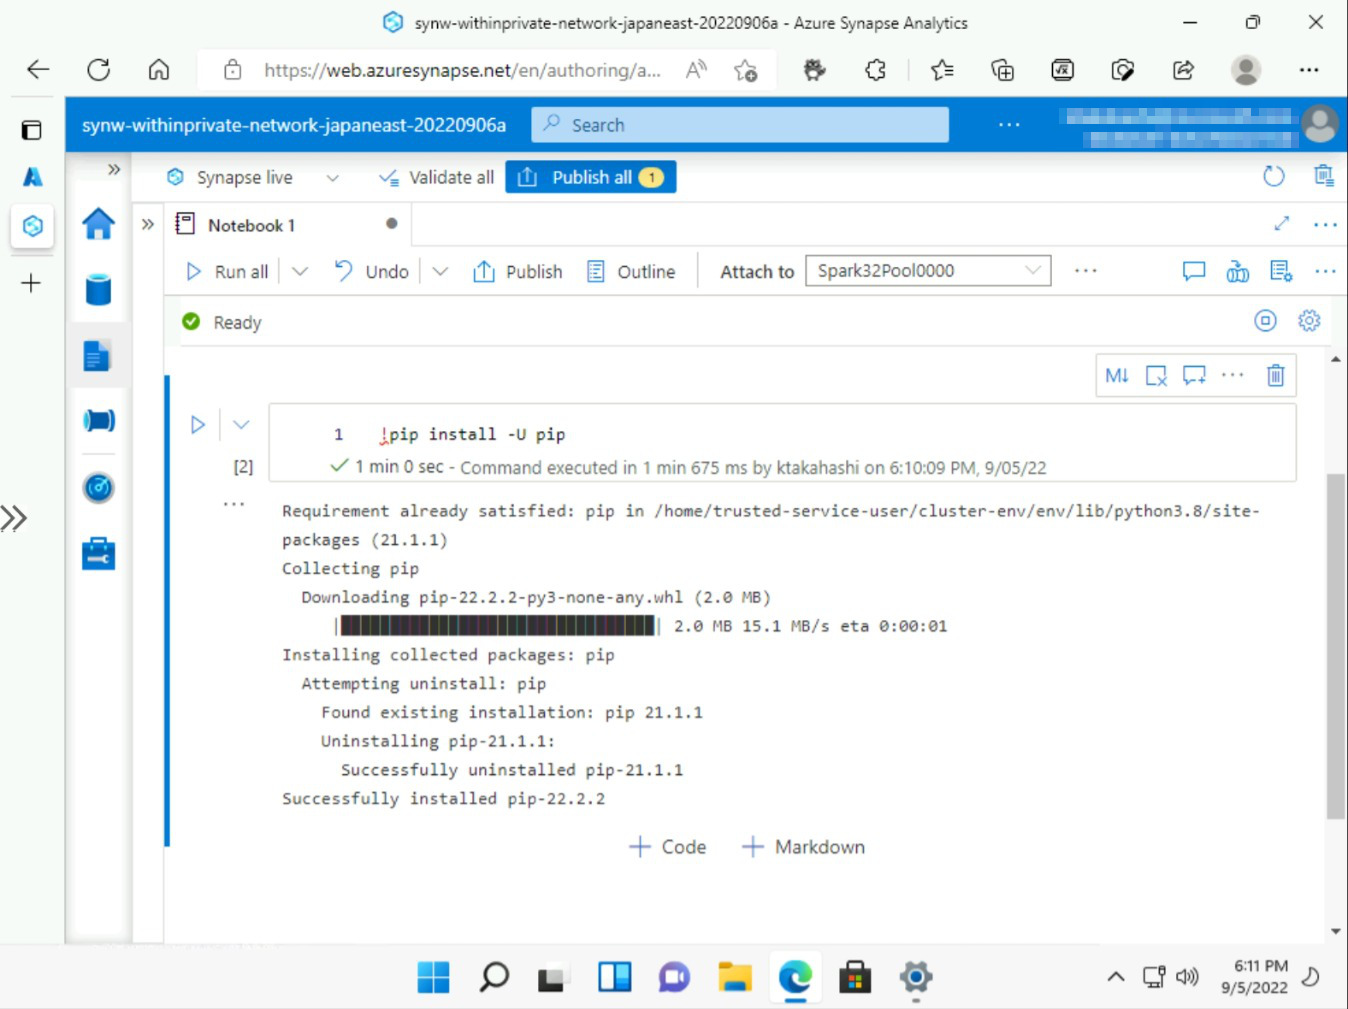 synw-withinprivate-network-japaneast-20220906a - Azure Synapse Analytics
https://web.azuresynapse.net/en/authoring/a...
synw-withinprivate-network-japaneast-20220906a
Search
Synapse live
Validate all
Publish all 1
Notebook 1
Run all
Undo
Publish
Outline
Attach to
Spark32Pool0000
Ready
M↓
1 !pip install -U pip
[2]
1 min 0 sec - Command executed in 1 min 675 ms by ktakahashi on 6:10:09 PM, 9/05/22
Requirement already satisfied: pip in /home/trusted-service-user/cluster-env/env/lib/python3.8/site-
packages (21.1.1)
Collecting pip
Downloading pip-22.2.2-py3-none-any.whl (2.0 MB)
|████████████████████████████████| 2.0 MB 15.1 MB/s eta 0:00:01
Installing collected packages: pip
Attempting uninstall: pip
Found existing installation: pip 21.1.1
Uninstalling pip-21.1.1:
Successfully uninstalled pip-21.1.1
Successfully installed pip-22.2.2
+ Code
+ Markdown
6:11 PM
9/5/2022